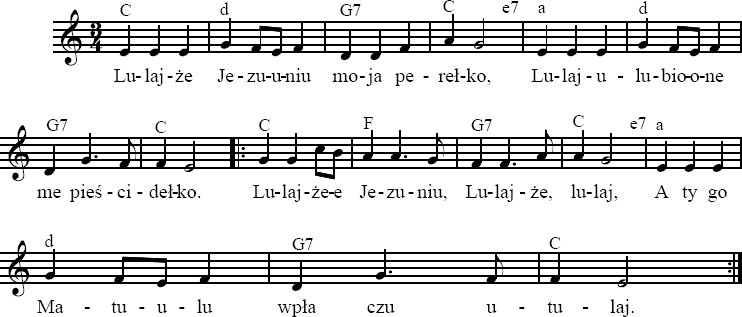 C d G7 C e7 a d
Lu-laj-że Je-zu-u-niu mo-ja pe-reł-ko, Lu-laj-u-lu-bio-o-ne
G7 C C F G7 C e7 a
me pieś-ci-deł-ko. Lu-laj-że-e Je-zu-niu, Lu-laj-że, lu-laj, A ty go
d G7 C
Ma-tu-u-lu wpła czu u-tu-laj.